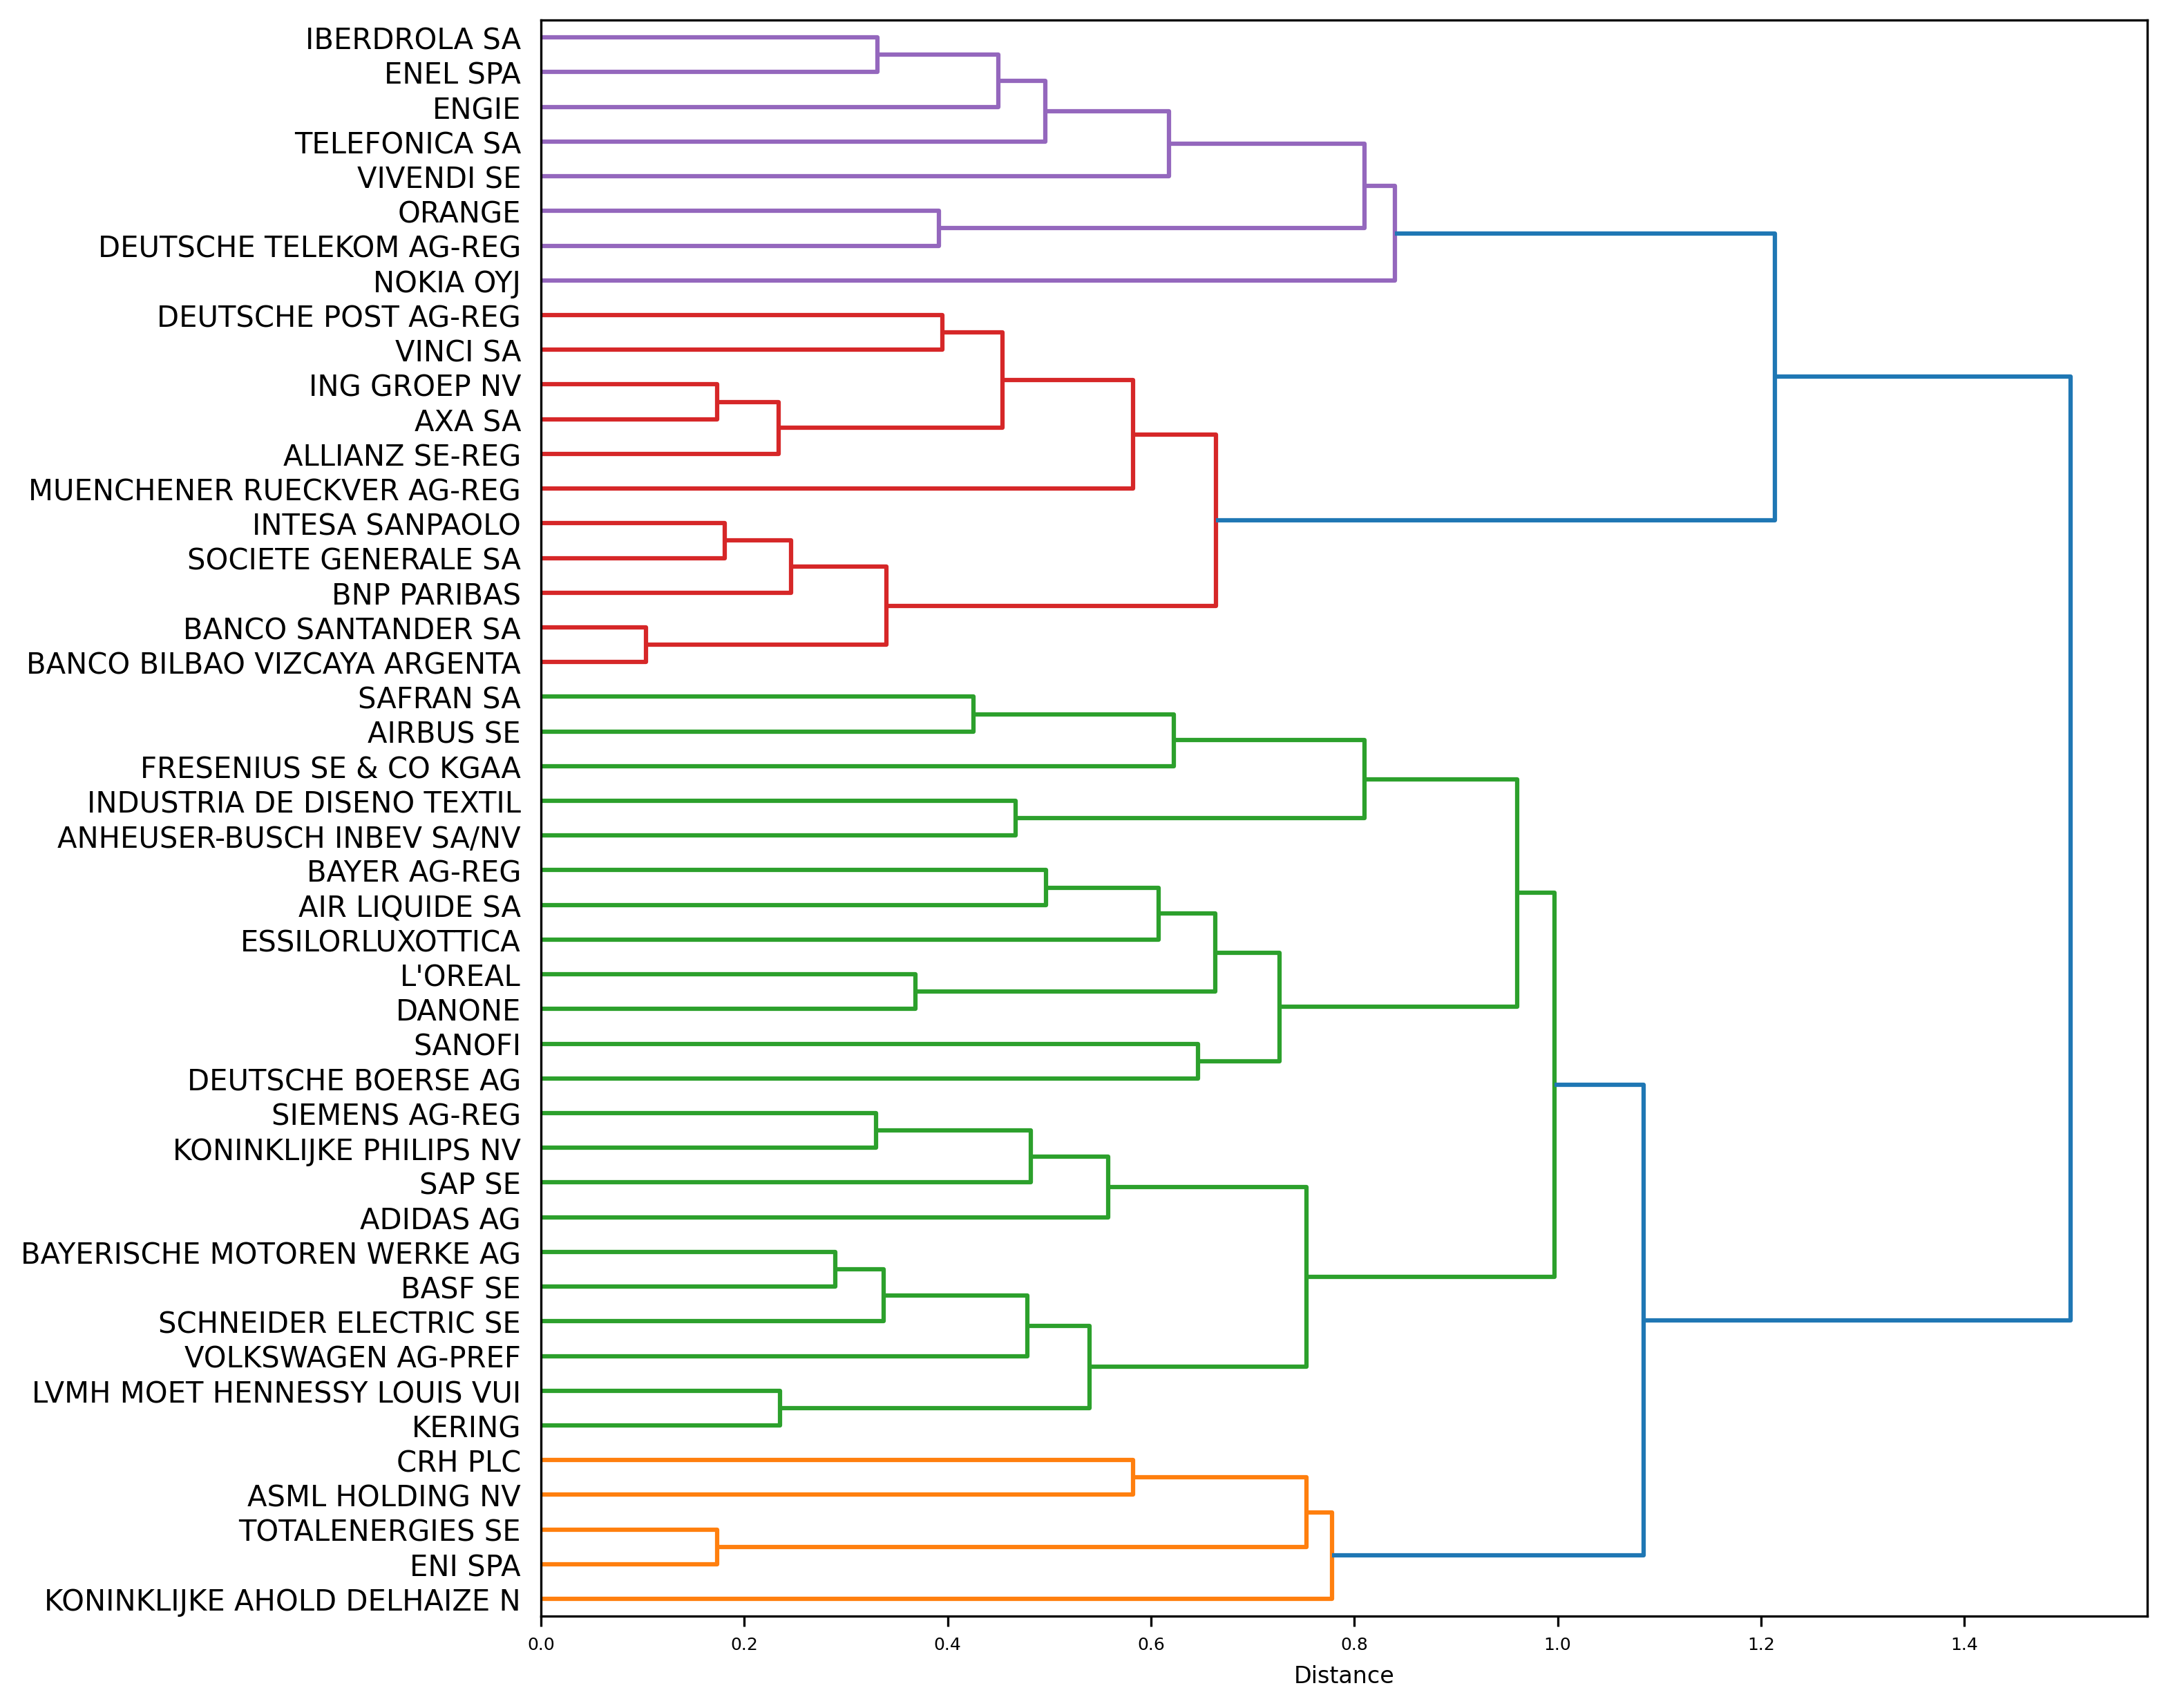 IBERDROLA SA
ENEL SPA
ENGIE
TELEFONICA SA
VIVENDI SE
ORANGE
DEUTSCHE TELEKOM AG-REG
NOKIA OYJ
DEUTSCHE POST AG-REG
VINCI SA
ING GROEP NV
AXA SA
ALLIANZ SE-REG
MUENCHENER RUECKVER AG-REG
INTESA SANPAOLO
SOCIETE GENERALE SA
BNP PARIBAS
BANCO SANTANDER SA
BANCO BILBAO VIZCAYA ARGENTA
SAFRAN SA
AIRBUS SE
FRESENIUS SE & CO KGAA
INDUSTRIA DE DISENO TEXTIL
ANHEUSER-BUSCH INBEV SA/NV
BAYER AG-REG
AIR LIQUIDE SA
ESSILORLUXOTTICA
L'OREAL
DANONE
SANOFI
DEUTSCHE BOERSE AG
SIEMENS AG-REG
KONINKLIJKE PHILIPS NV
SAP SE
ADIDAS AG
BAYERISCHE MOTOREN WERKE AG
BASF SE
SCHNEIDER ELECTRIC SE
VOLKSWAGEN AG-PREF
LVMH MOET HENNESSY LOUIS VUI
KERING
CRH PLC
ASML HOLDING NV
TOTALENERGIES SE
ENI SPA
KONINKLIJKE AHOLD DELHAIZE N
0.0 0.2 0.4 0.6 0.8 1.0 1.2 1.4
Distance